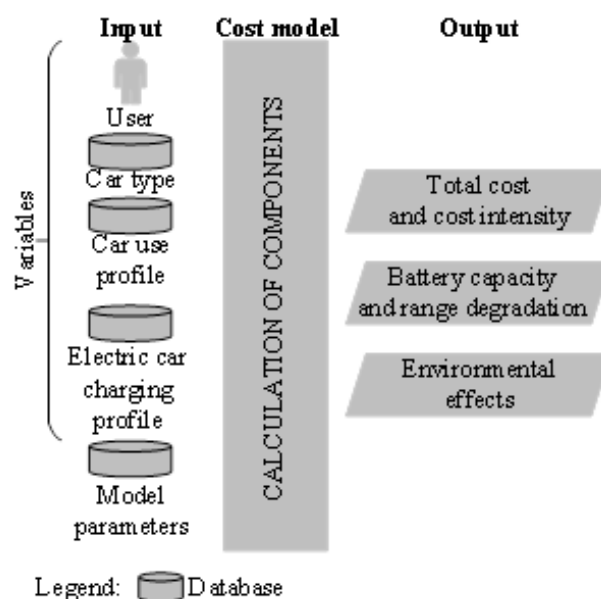 Input
Cost model
Output
Variables
User
Car type
Car use
profile
Electric car
charging
profile
Model
parameters
CALCULATION OF COMPONENTS
Total cost
and cost intensity
Battery capacity
and range degradation
Environmental
effects
Legend:
Database